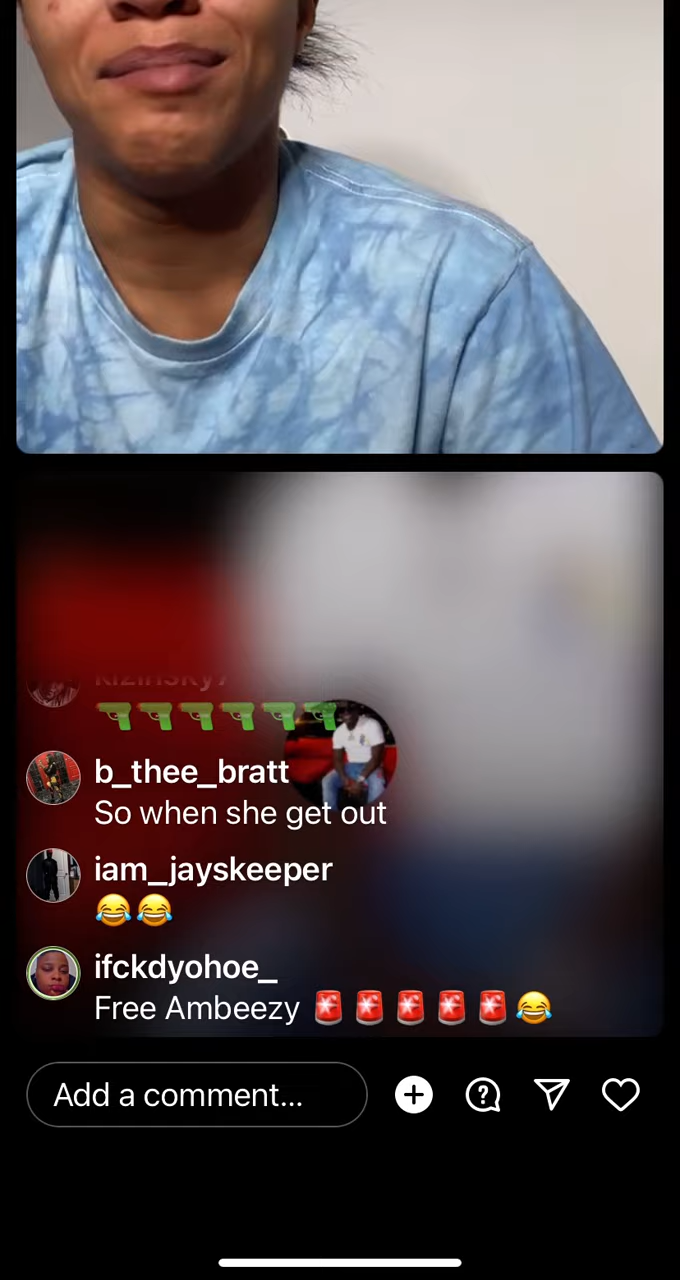 🔫🔫🔫🔫🔫🔫
b_thee_bratt
So when she get out
iam_jayskeeper
😂😂
ifckdyohoe_
Free Ambeezy 🚨🚨🚨🚨🚨😂
Add a comment...